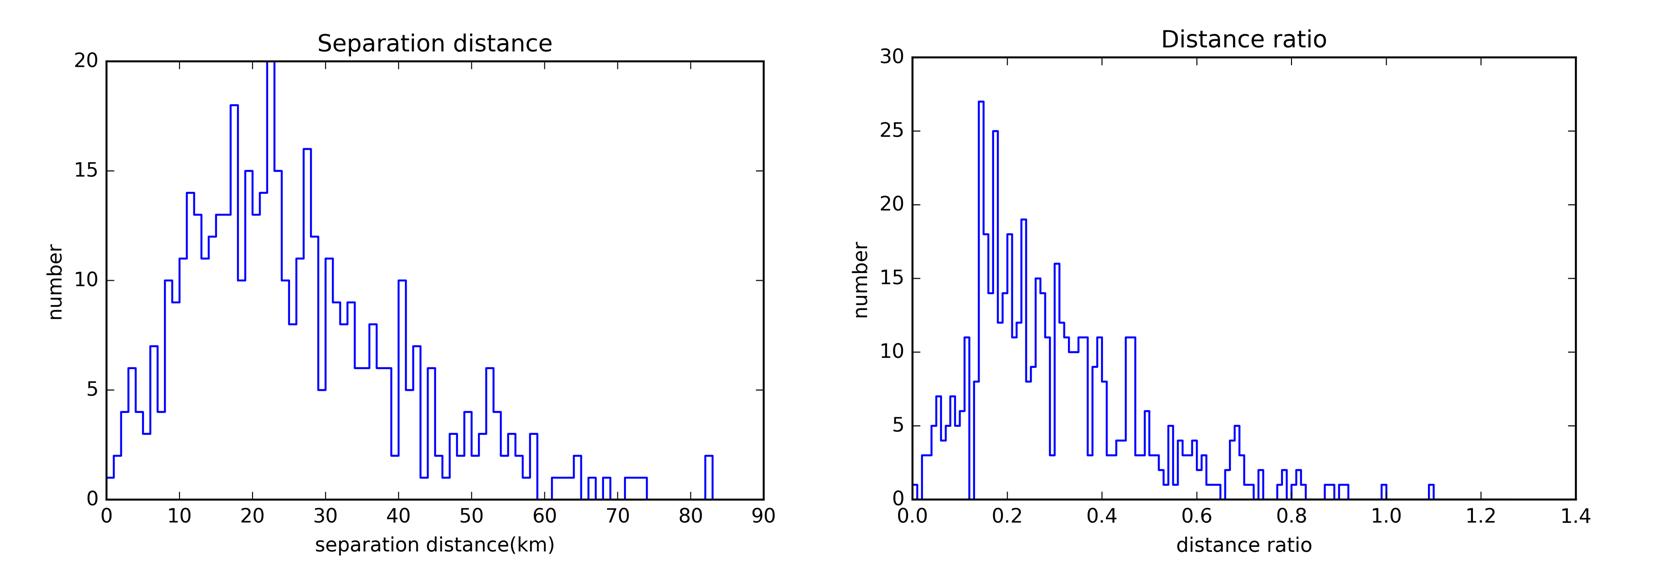 Separation distance
20
15
10
5
0
number
0 10 20 30 40 50 60 70 80 90
separation distance(km)
Distance ratio
30
25
20
15
10
5
0
number
0.0 0.2 0.4 0.6 0.8 1.0 1.2 1.4
distance ratio